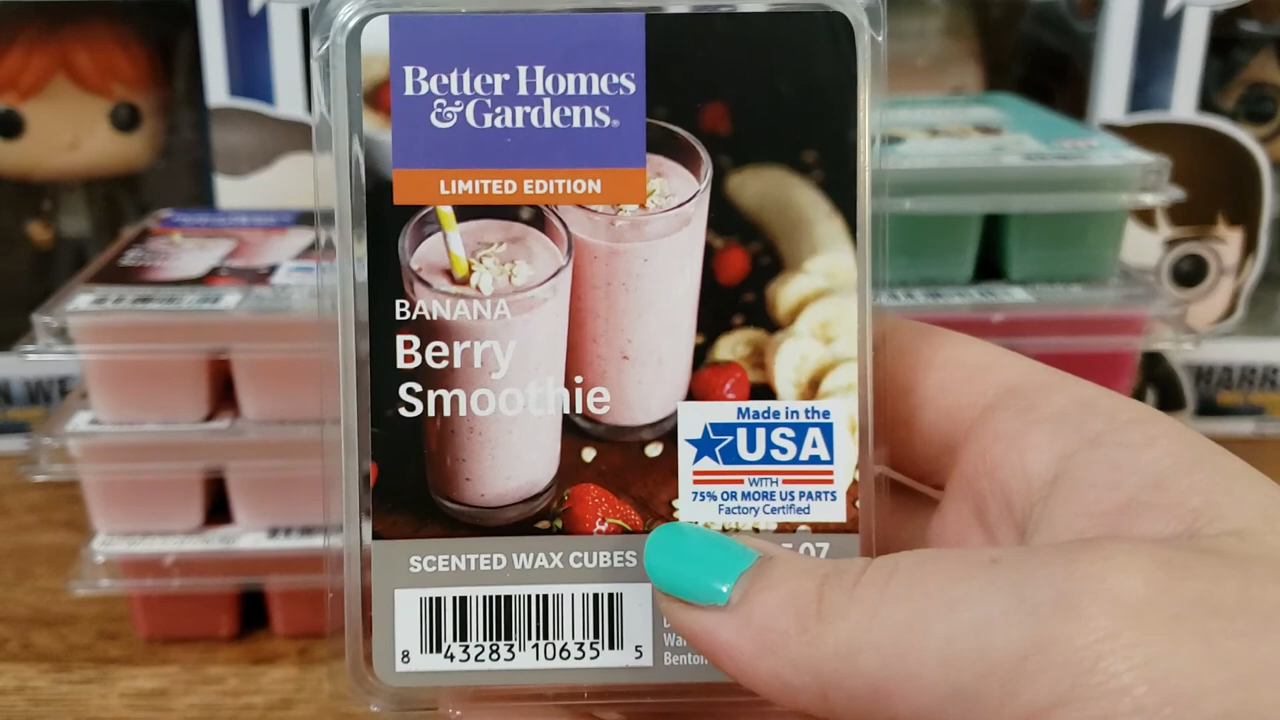 Better Homes
& Gardens®
LIMITED EDITION
BANANA
Berry
Smoothie
Made in the
USA
WITH
75% OR MORE US PARTS
Factory Certified
SCENTED WAX CUBES
8 43283 10635 5